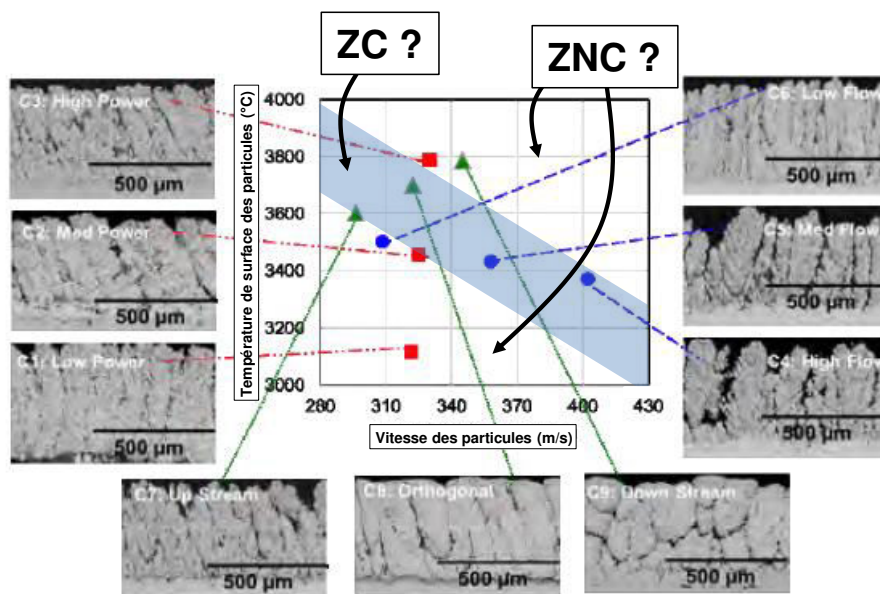 ZC ?
ZNC ?
C3: High Power
500 µm
C2: Med Power
500 µm
C1: Low Power
500 µm
Température de surface des particules (°C)
4000
3800
3600
3400
3200
3000
280
310
340
370
400
430
Vitesse des particules (m/s)
C6: Low Flow
500 µm
C5: Med Flow
500 µm
C4: High Flow
500 µm
C7: Up Stream
500 µm
C8: Orthogonal
500 µm
C9: Down Stream
500 µm